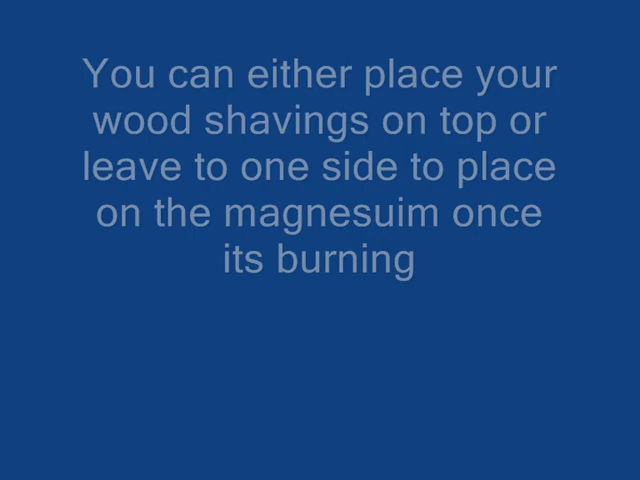 You can either place your
wood shavings on top or
leave to one side to place
on the magnesuim once
its burning